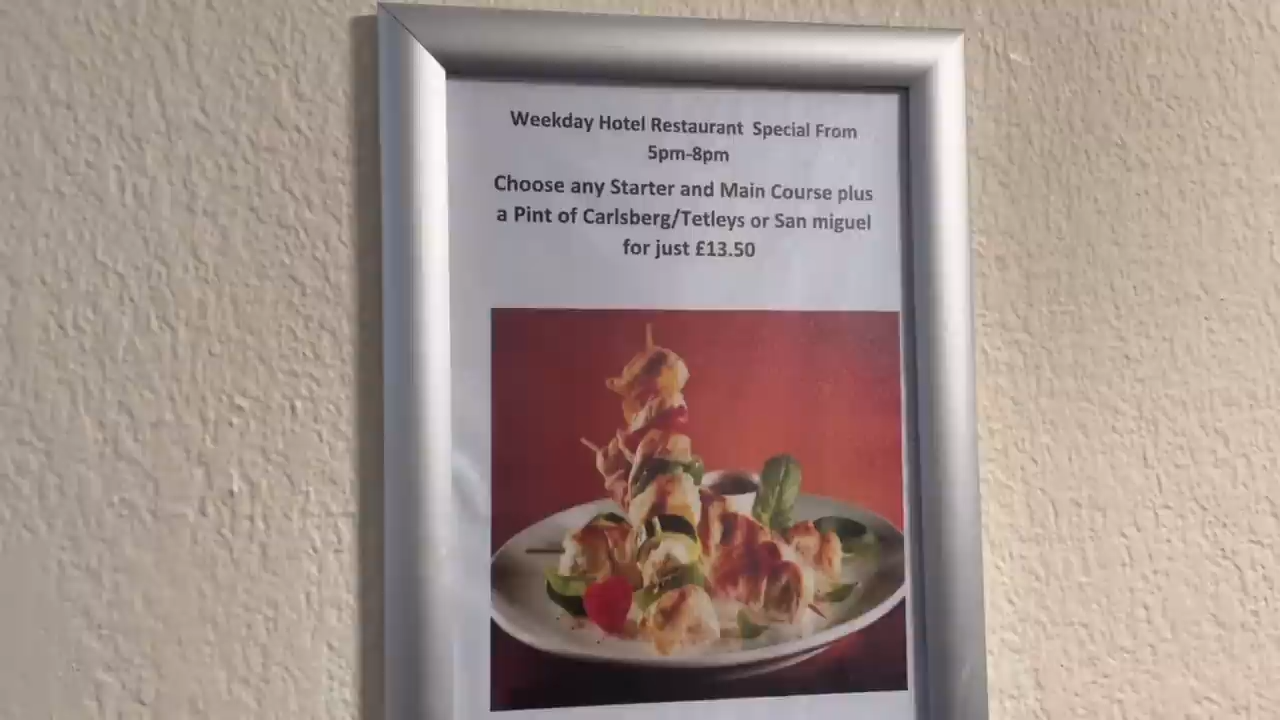 Weekday Hotel Restaurant Special From
5pm-8pm
Choose any Starter and Main Course plus
a Pint of Carlsberg/Tetleys or San miguel
for just £13.50